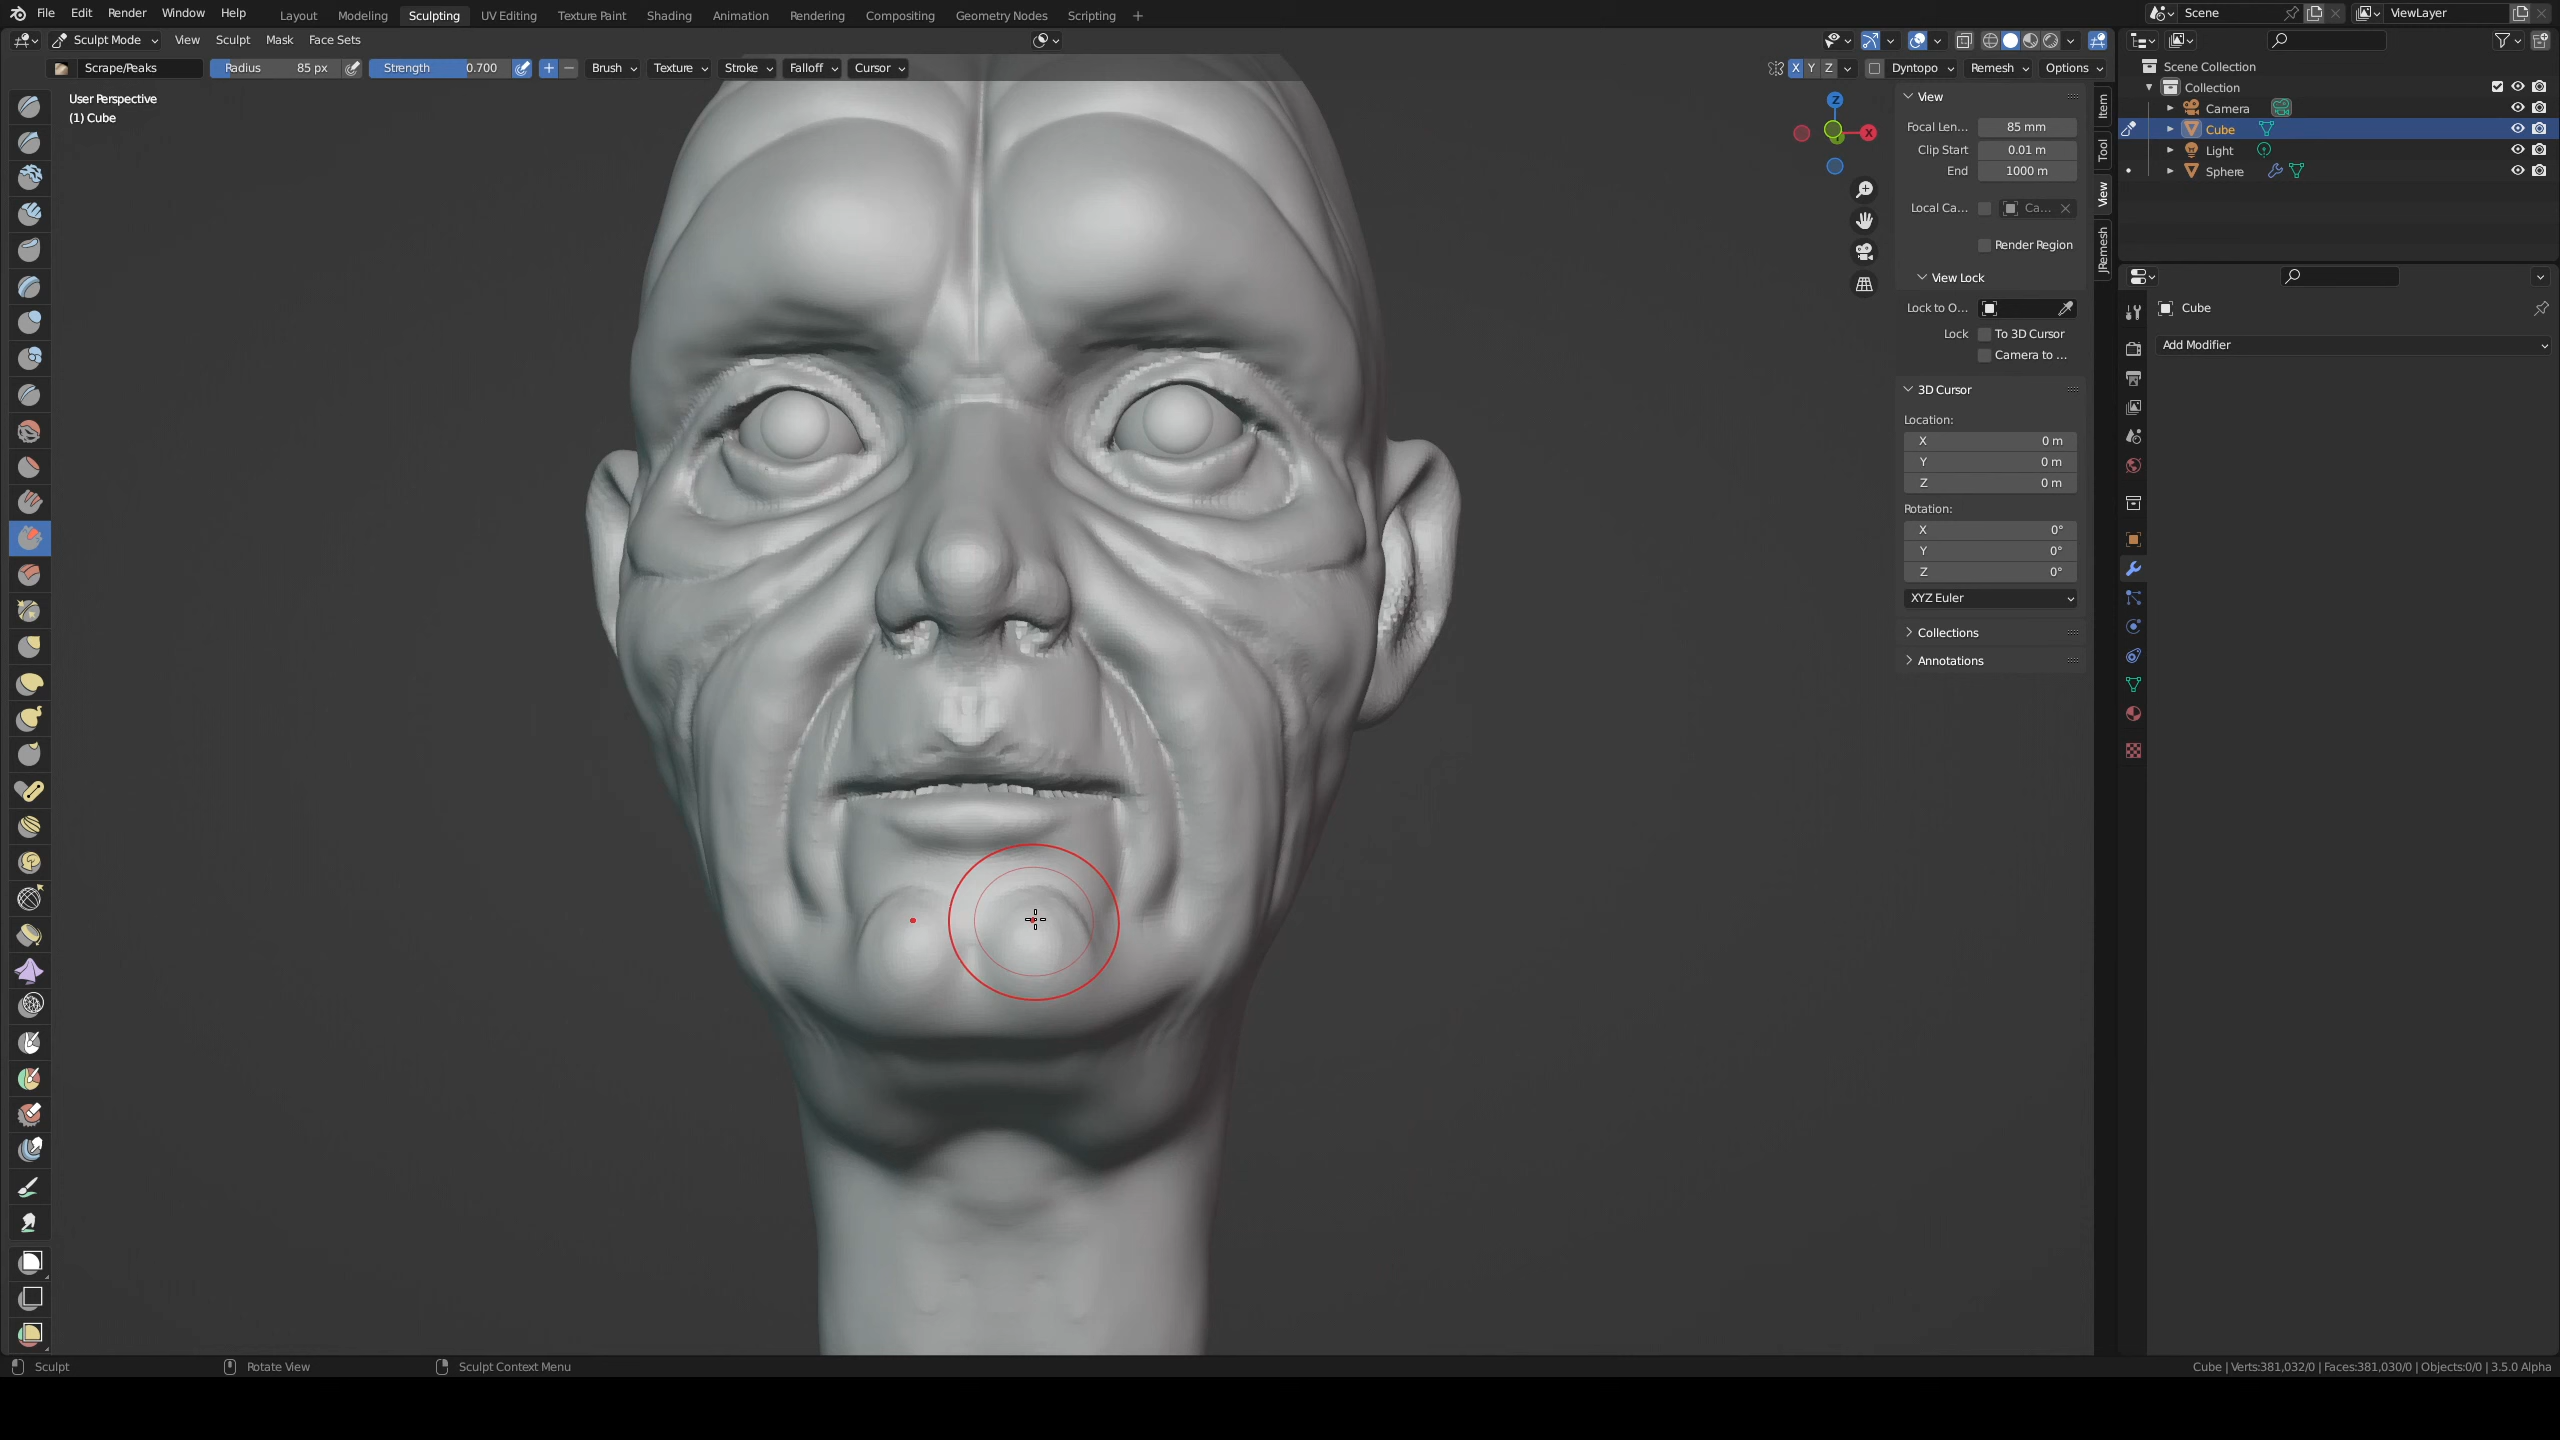 File Edit Render Window Help Layout Modeling Sculpting UV Editing Texture Paint Shading Animation Rendering Compositing Geometry Nodes Scripting + Scene ViewLayer
Sculpt Mode View Sculpt Mask Face Sets
Scrape/Peaks Radius 85 px Strength 0.700 + − Brush Texture Stroke Falloff Cursor X Y Z Dyntopo Remesh Options
User Perspective
(1) Cube
Z
X
Y
View
Focal Len... 85 mm
Clip Start 0.01 m
End 1000 m
Local Ca... Ca...
Render Region
View Lock
Lock to O...
Lock To 3D Cursor
Camera to ...
3D Cursor
Location:
X 0 m
Y 0 m
Z 0 m
Rotation:
X 0°
Y 0°
Z 0°
XYZ Euler
Collections
Annotations
Item
Tool
View
JRemesh
Scene Collection
Collection
Camera
Cube
Light
Sphere
Cube
Add Modifier
Sculpt Rotate View Sculpt Context Menu Cube | Verts:381,032/0 | Faces:381,030/0 | Objects:0/0 | 3.5.0 Alpha